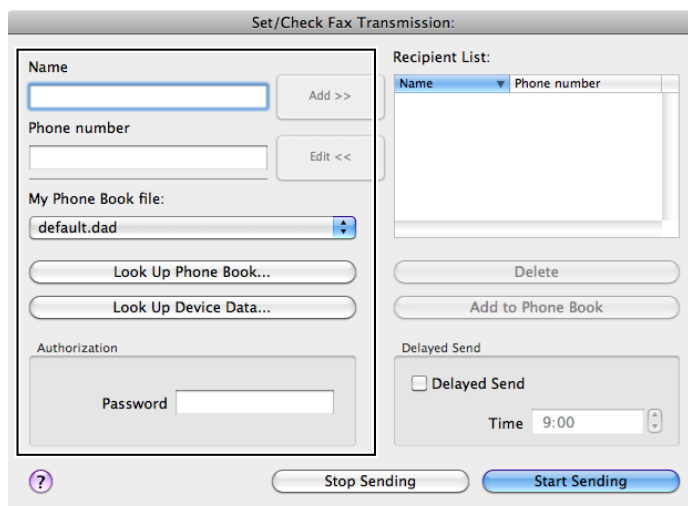 Set/Check Fax Transmission:
Name
Add >>
Phone number
Edit <<
My Phone Book file:
default.dad
Look Up Phone Book...
Look Up Device Data...
Authorization
Password
Recipient List:
Name Phone number
Delete
Add to Phone Book
Delayed Send
Delayed Send
Time 9:00
?
Stop Sending
Start Sending